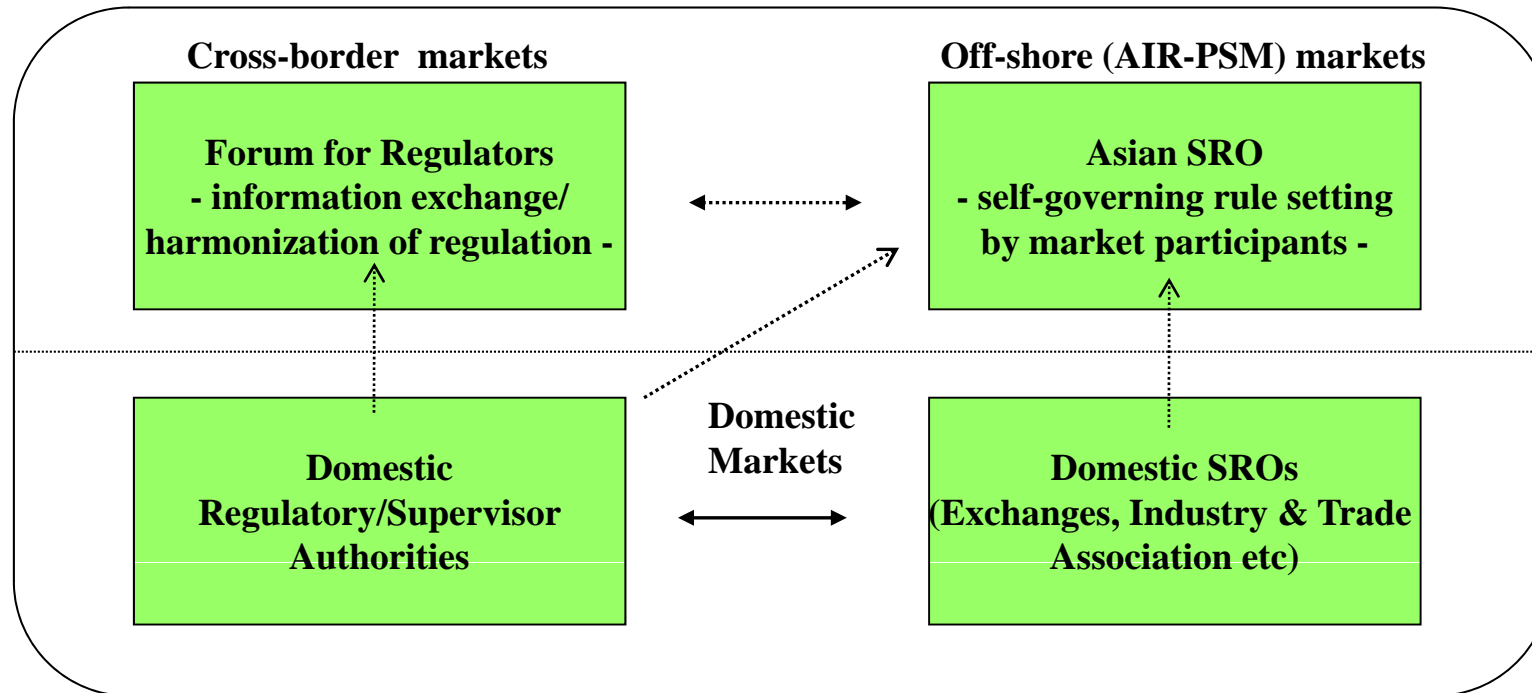 Cross-border markets
Off-shore (AIR-PSM) markets
Forum for Regulators
- information exchange/
harmonization of regulation -
Asian SRO
- self-governing rule setting
by market participants -
Domestic
Markets
Domestic
Regulatory/Supervisor
Authorities
Domestic SROs
(Exchanges, Industry & Trade
Association etc)